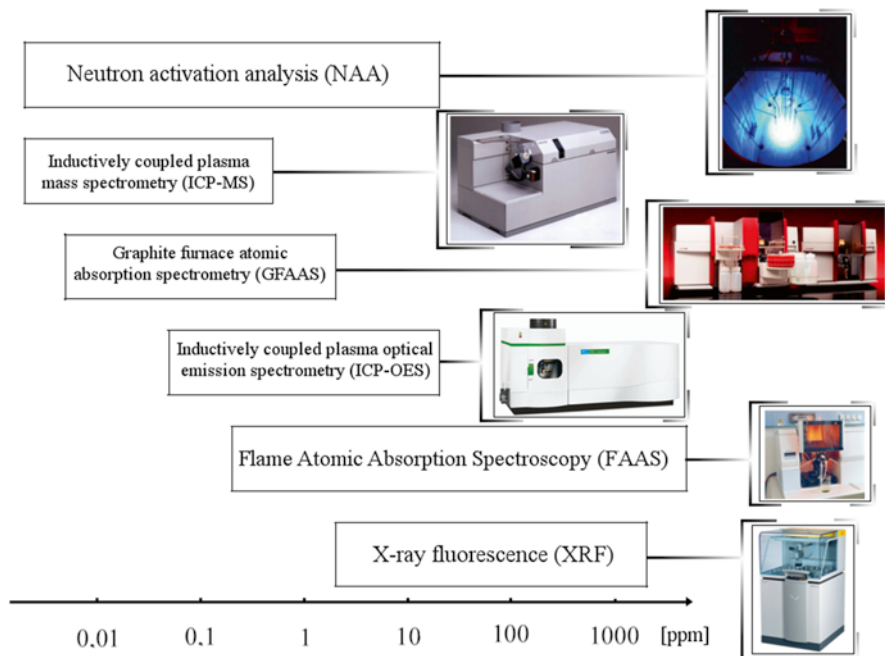 Neutron activation analysis (NAA)
Inductively coupled plasma
mass spectrometry (ICP-MS)
Graphite furnace atomic
absorption spectrometry (GFAAS)
Inductively coupled plasma optical
emission spectrometry (ICP-OES)
Flame Atomic Absorption Spectroscopy (FAAS)
X-ray fluorescence (XRF)
0,01 0,1 1 10 100 1000 [ppm]